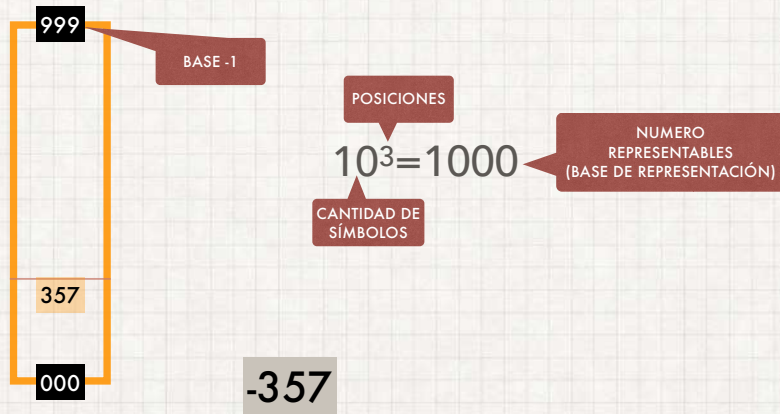 999
BASE -1
POSICIONES
10³=1000
NUMERO
REPRESENTABLES
(BASE DE REPRESENTACIÓN)
CANTIDAD DE
SÍMBOLOS
357
000
-357